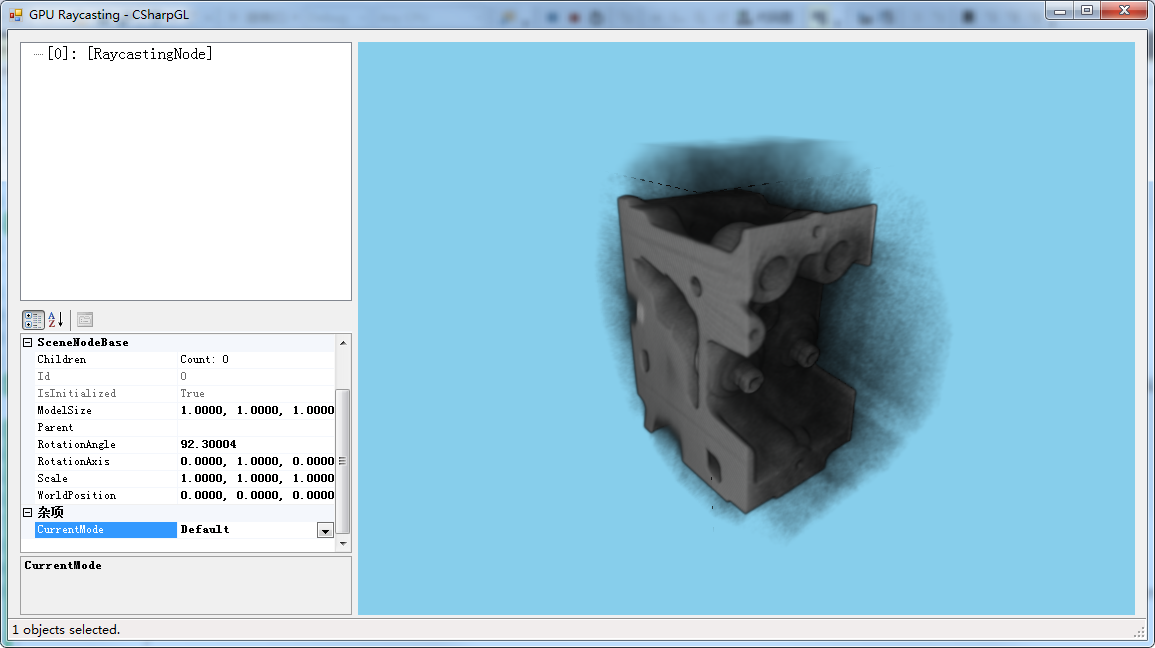 GPU Raycasting - CSharpGL
[0]: [RaycastingNode]
SceneNodeBase
Children Count: 0
Id 0
IsInitialized True
ModelSize 1.0000, 1.0000, 1.0000
Parent
RotationAngle 92.30004
RotationAxis 0.0000, 1.0000, 0.0000
Scale 1.0000, 1.0000, 1.0000
WorldPosition 0.0000, 0.0000, 0.0000
杂项
CurrentMode Default
CurrentMode
1 objects selected.